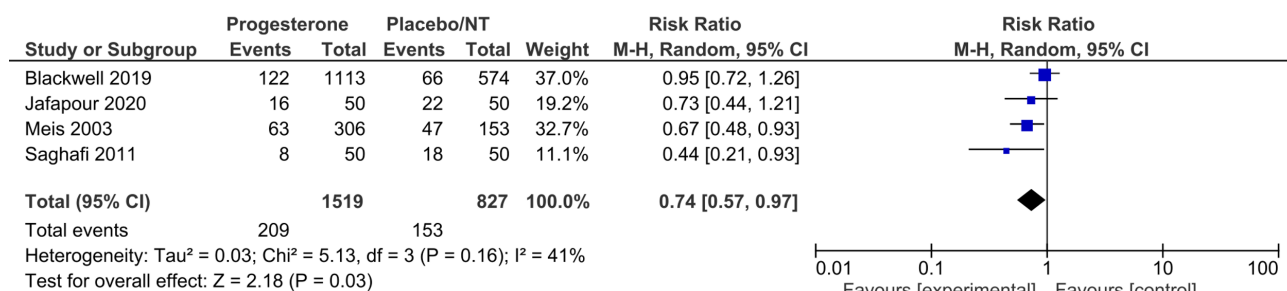 Progesterone Placebo/NT Risk Ratio Risk Ratio
Study or Subgroup Events Total Events Total Weight M-H, Random, 95% CI M-H, Random, 95% CI
Blackwell 2019 122 1113 66 574 37.0% 0.95 [0.72, 1.26]
Jafapour 2020 16 50 22 50 19.2% 0.73 [0.44, 1.21]
Meis 2003 63 306 47 153 32.7% 0.67 [0.48, 0.93]
Saghafi 2011 8 50 18 50 11.1% 0.44 [0.21, 0.93]
Total (95% CI) 1519 827 100.0% 0.74 [0.57, 0.97]
Total events 209 153
Heterogeneity: Tau² = 0.03; Chi² = 5.13, df = 3 (P = 0.16); I² = 41%
Test for overall effect: Z = 2.18 (P = 0.03)
0.01 0.1 1 10 100
Favours [experimental] Favours [control]